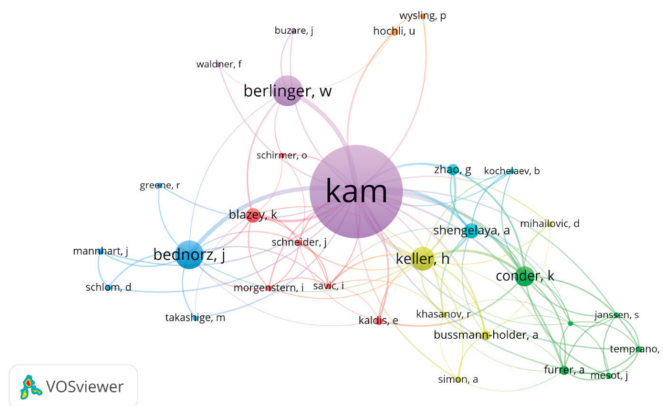 wysling, p
buzare, j
hochli, u
waldner, f
berlinger, w
schirmer, o
zhao, g
kochelaev, b
greene, r
kam
blazey, k
mihailovic, d
shengelaya, a
schneider, j
mannhart, j
bednorz, j
keller, h
conder, k
schlom, d
morgenstern, i
savic, i
takashige, m
kaldis, e
khasanov, r
janssen, s
bussmann-holder, a
temprano,
furrer, a
mesot, j
simon, a
VOSviewer